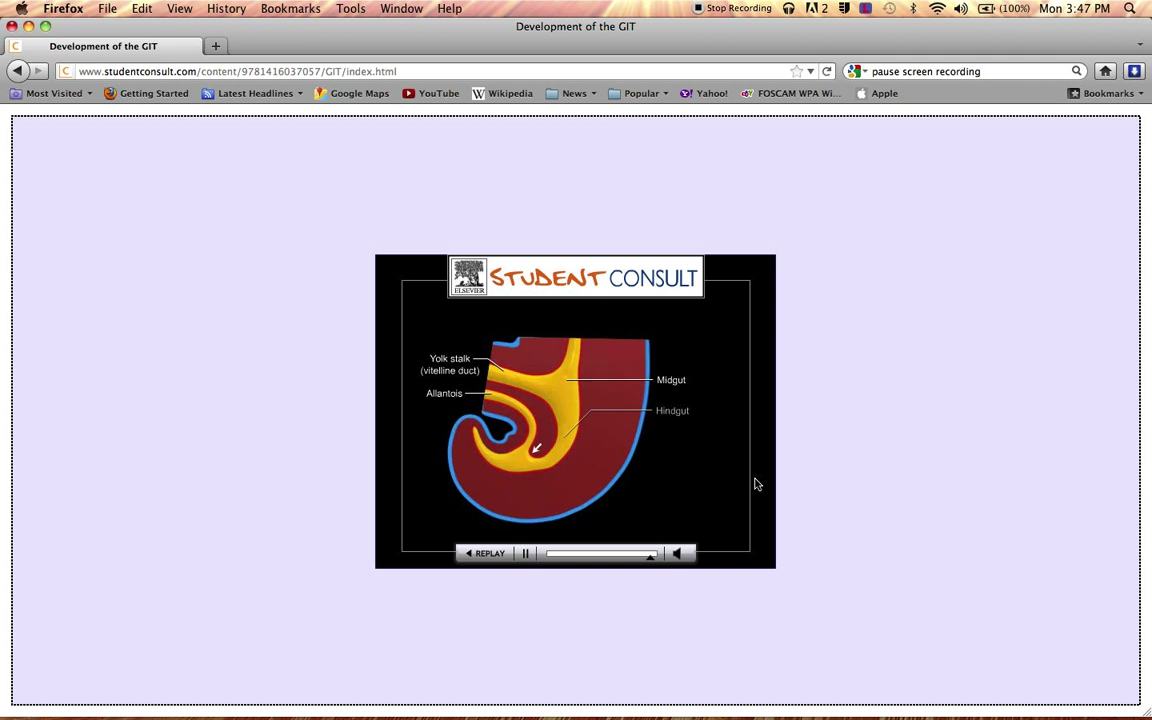 Firefox File Edit View History Bookmarks Tools Window Help Stop Recording 2 (100%) Mon 3:47 PM
Development of the GIT
Development of the GIT
www.studentconsult.com/content/9781416037057/GIT/index.html pause screen recording
Most Visited Getting Started Latest Headlines Google Maps YouTube Wikipedia News Popular Yahoo! FOSCAM WPA Wi... Apple Bookmarks
ELSEVIER STUDENT CONSULT
Yolk stalk
(vitelline duct)
Midgut
Allantois
Hindgut
REPLAY